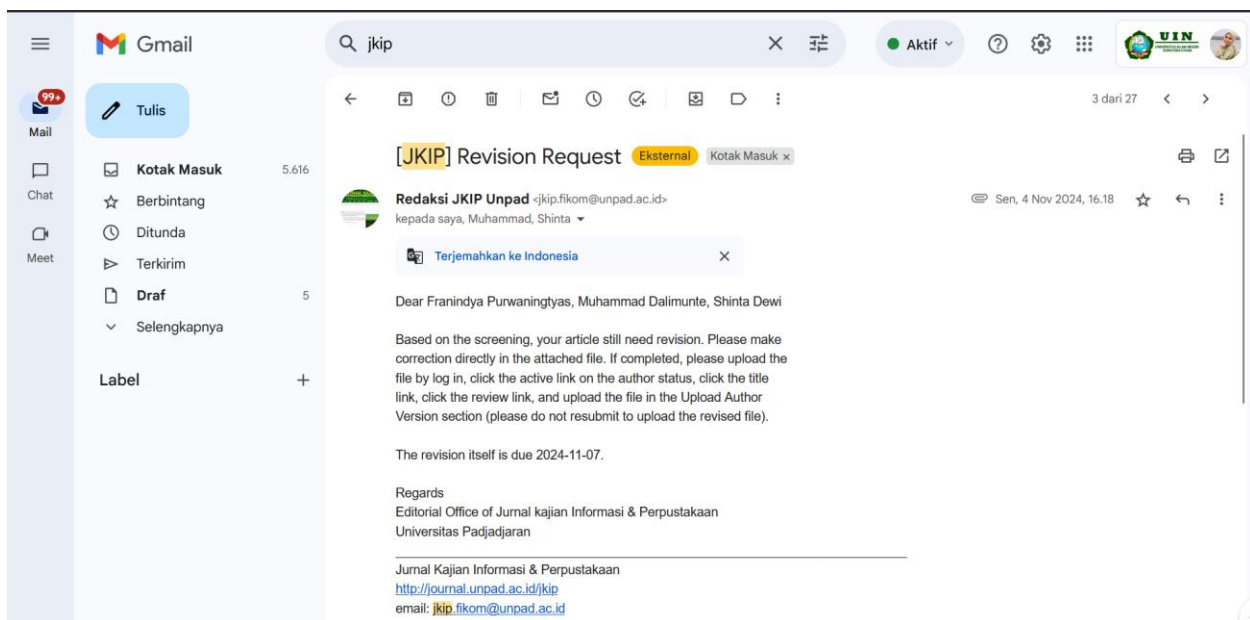 Gmail
jkip
Aktif
UIN
99+
Mail
Tulis
3 dari 27
Kotak Masuk 5.616
[JKIP] Revision Request Eksternal Kotak Masuk ×
Chat
Berbintang
Redaksi JKIP Unpad <jkip.fikom@unpad.ac.id>
Sen, 4 Nov 2024, 16.18
kepada saya, Muhammad, Shinta
Ditunda
Meet
Terkirim
Terjemahkan ke Indonesia
Draf 5
Selengkapnya
Label +
Dear Franindya Purwaningtyas, Muhammad Dalimunte, Shinta Dewi
Based on the screening, your article still need revision. Please make
correction directly in the attached file. If completed, please upload the
file by log in, click the active link on the author status, click the title
link, click the review link, and upload the file in the Upload Author
Version section (please do not resubmit to upload the revised file).
The revision itself is due 2024-11-07.
Regards
Editorial Office of Jurnal kajian Informasi & Perpustakaan
Universitas Padjadjaran
Jurnal Kajian Informasi & Perpustakaan
http://journal.unpad.ac.id/jkip
email: jkip.fikom@unpad.ac.id